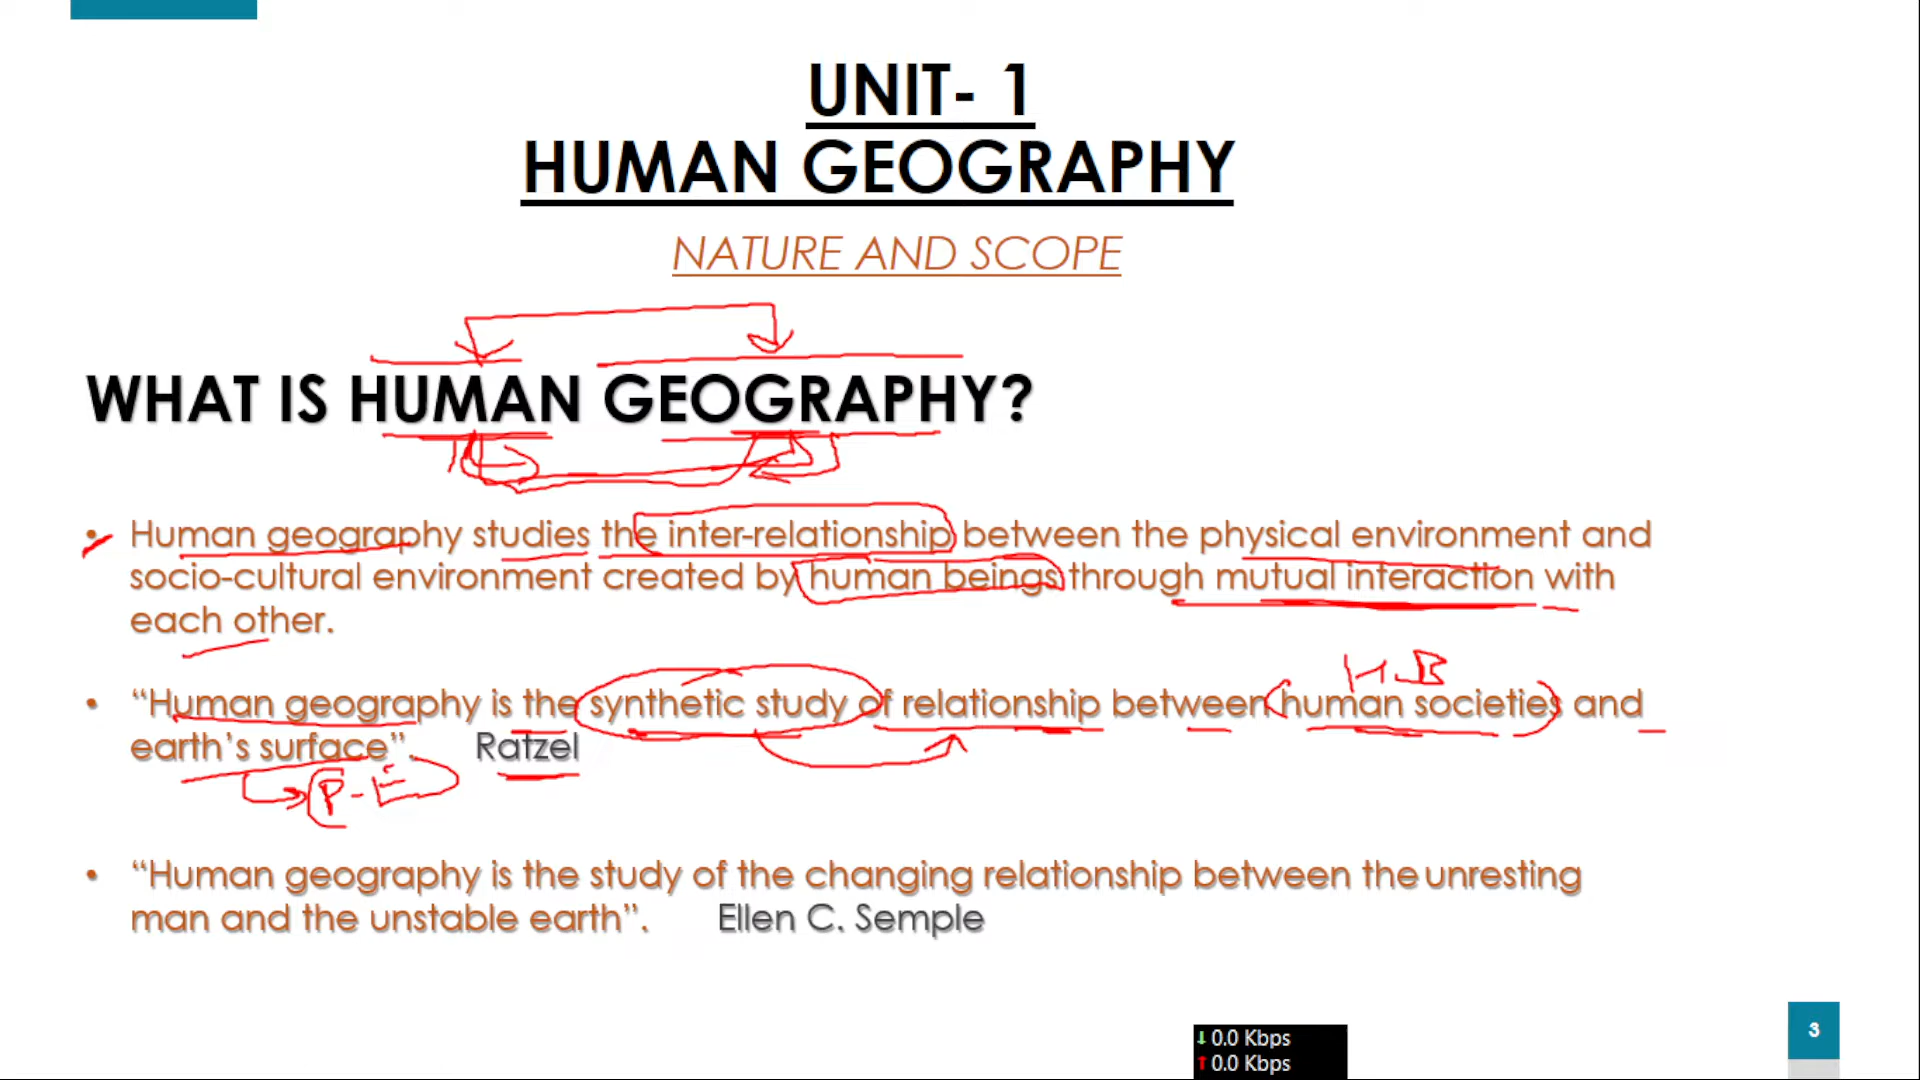 UNIT- 1
HUMAN GEOGRAPHY
NATURE AND SCOPE
WHAT IS HUMAN GEOGRAPHY?
• Human geography studies the inter-relationship between the physical environment and
socio-cultural environment created by human beings through mutual interaction with
each other.
H.B
• “Human geography is the synthetic study of relationship between human societies and
earth’s surface”. Ratzel
P-E
• “Human geography is the study of the changing relationship between the unresting
man and the unstable earth”. Ellen C. Semple
3
↓0.0 Kbps
↑0.0 Kbps